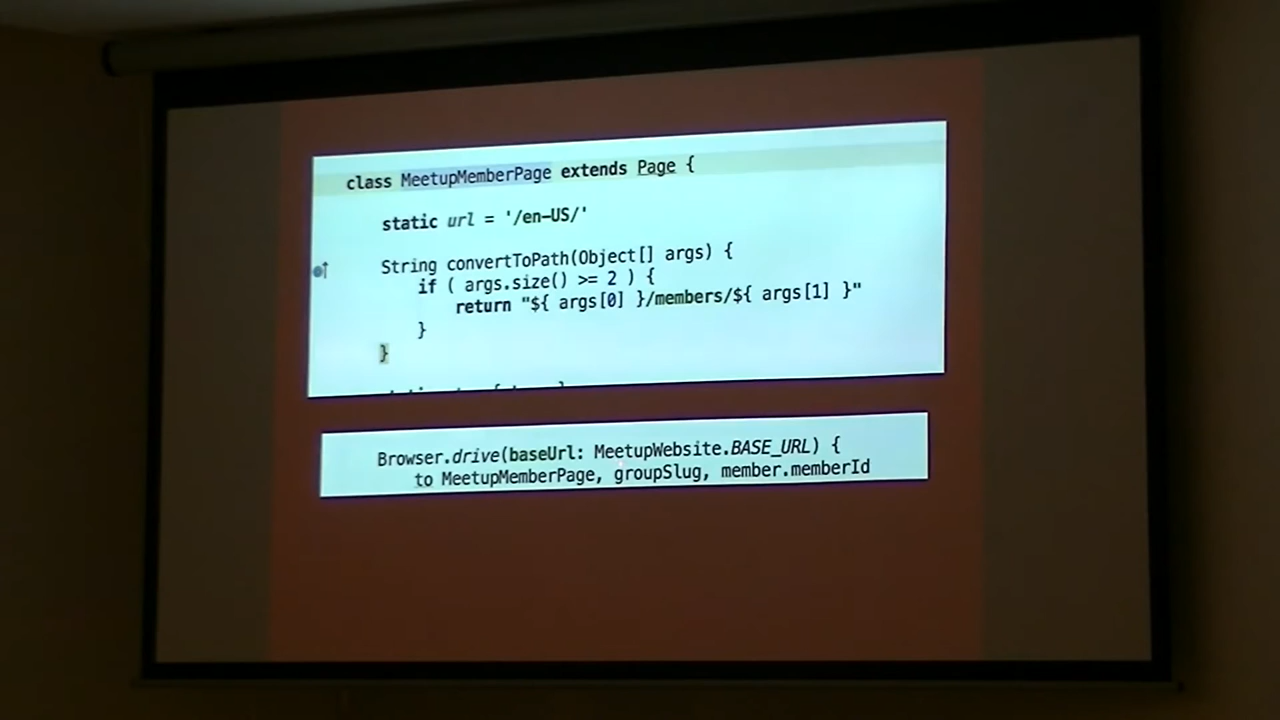 class MeetupMemberPage extends Page {
static url = '/en-US/'
String convertToPath(Object[] args) {
if ( args.size() >= 2 ) {
return "${ args[0] }/members/${ args[1] }"
}
}
Browser.drive(baseUrl: MeetupWebsite.BASE_URL) {
to MeetupMemberPage, groupSlug, member.memberId